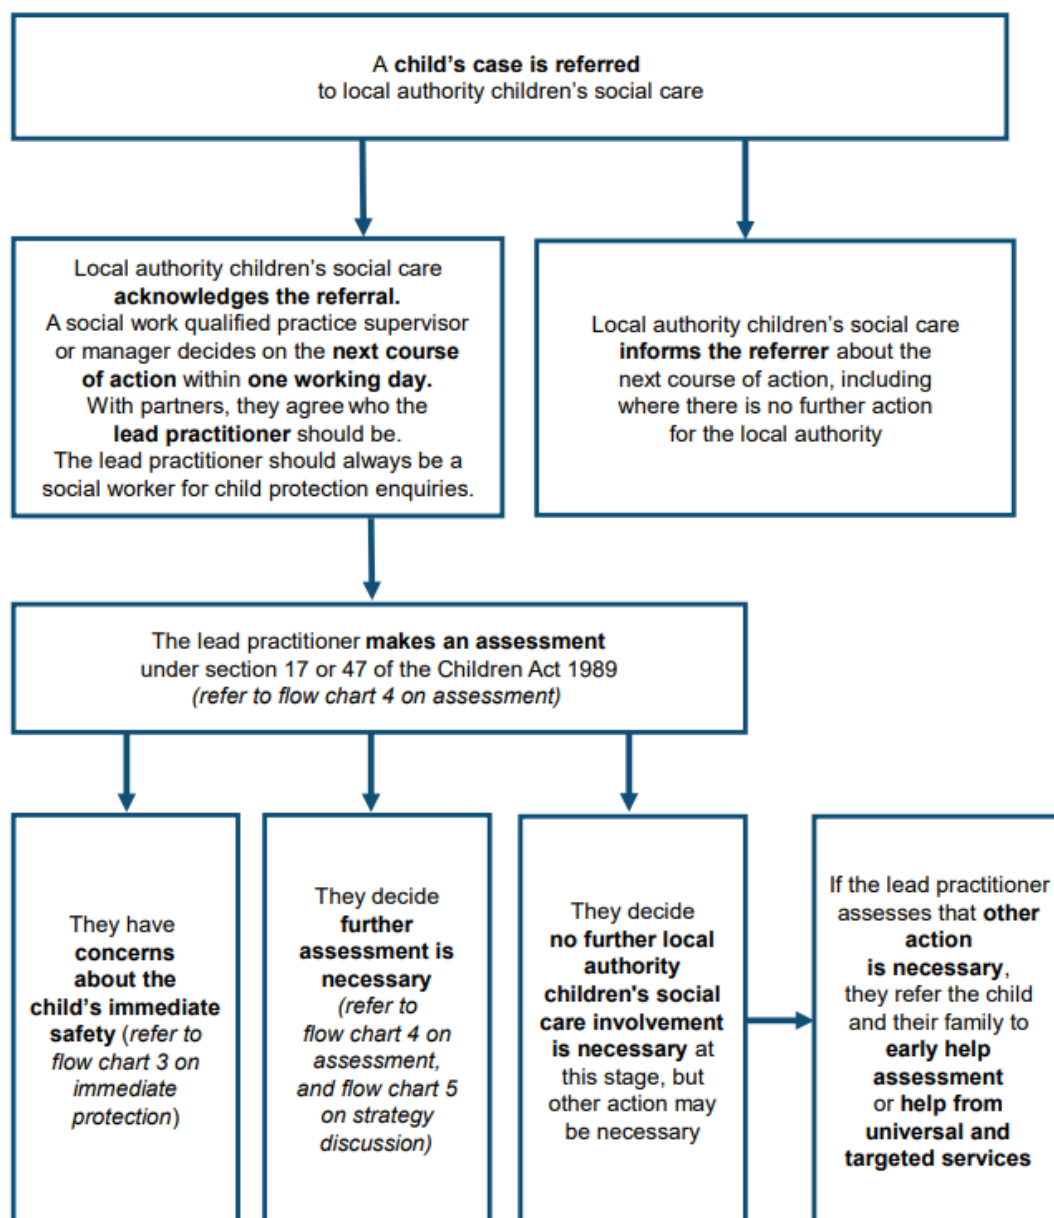 A child’s case is referred
to local authority children’s social care
Local authority children’s social care
acknowledges the referral.
A social work qualified practice supervisor
or manager decides on the next course
of action within one working day.
With partners, they agree who the
lead practitioner should be.
The lead practitioner should always be a
social worker for child protection enquiries.
Local authority children’s social care
informs the referrer about the
next course of action, including
where there is no further action
for the local authority
The lead practitioner makes an assessment
under section 17 or 47 of the Children Act 1989
(refer to flow chart 4 on assessment)
They have
concerns
about the
child’s immediate
safety (refer to
flow chart 3 on
immediate
protection)
They decide
further
assessment is
necessary
(refer to
flow chart 4 on
assessment,
and flow chart 5
on strategy
discussion)
They decide
no further local
authority
children's social
care involvement
is necessary at
this stage, but
other action may
be necessary
If the lead practitioner
assesses that other
action
is necessary,
they refer the child
and their family to
early help
assessment
or help from
universal and
targeted services